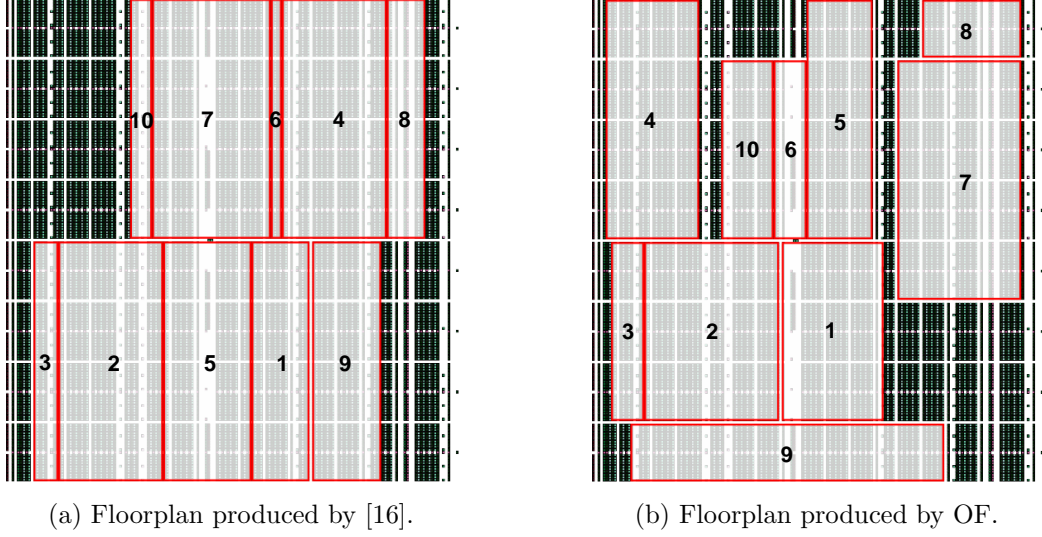 10 7 6 4 8
3 2 5 1 9
(a) Floorplan produced by [16].
8
4 10 6 5 7
3 2 1
9
(b) Floorplan produced by OF.